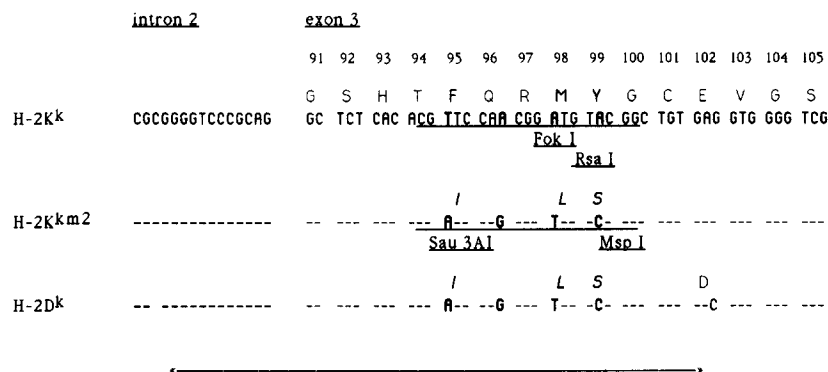 intron 2 exon 3
91 92 93 94 95 96 97 98 99 100 101 102 103 104 105
G S H T F Q R M Y G C E V G S
H-2Kk CGCGGGGTCCCGCAG GC TCT CAC ACG TTC CAA CGG ATG TAC GGC TGT GAG GTG GGG TCG
Fok I
Rsa I
I L S
H-2Kkm2 --------------- -- --- --- --- A-- --G --- T-- -C- --- --- --- --- --- ---
Sau 3AI Msp I
I L S D
H-2Dk -- ------------ -- --- --- --- A-- --G --- T-- -C- --- --- --C --- --- ---